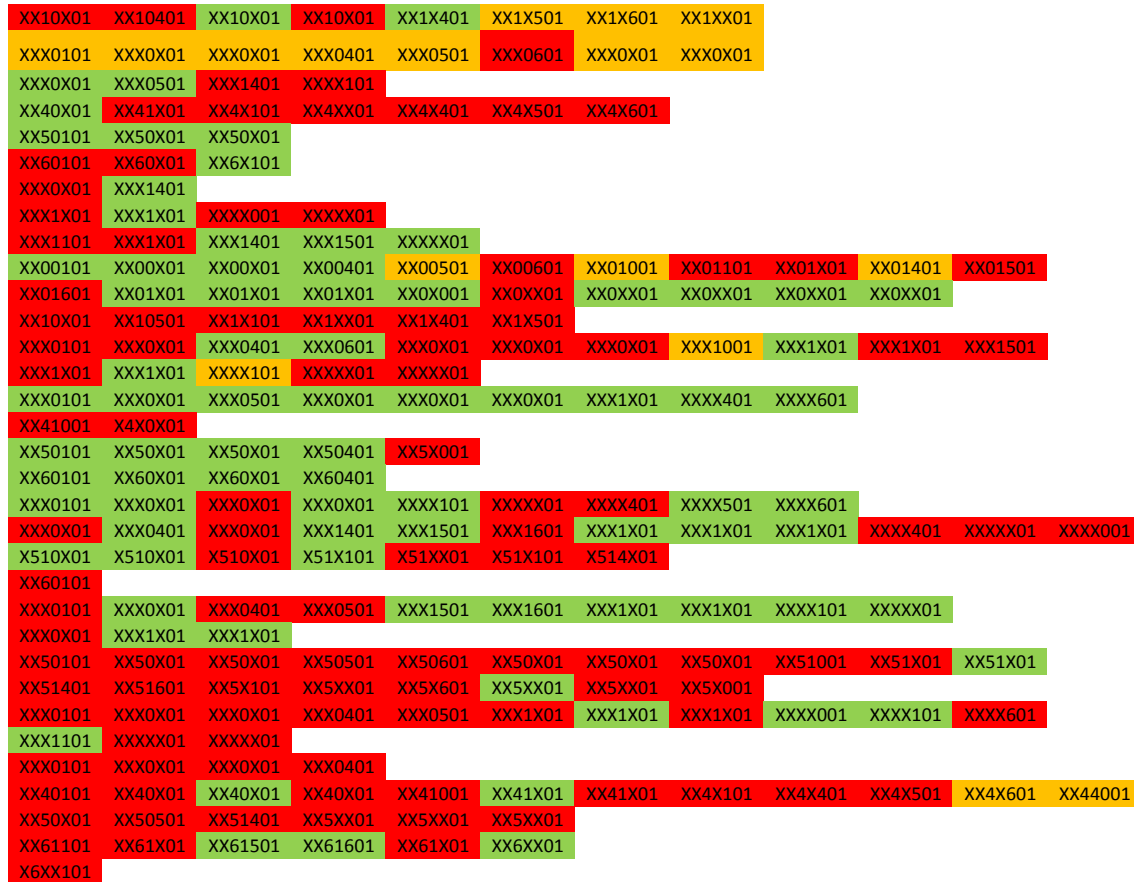 XX10X01 XX10401 XX10X01 XX10X01 XX1X401 XX1X501 XX1X601 XX1XX01
XXX0101 XXX0X01 XXX0X01 XXX0401 XXX0501 XXX0601 XXX0X01 XXX0X01
XXX0X01 XXX0501 XXX1401 XXXX101
XX40X01 XX41X01 XX4X101 XX4XX01 XX4X401 XX4X501 XX4X601
XX50101 XX50X01 XX50X01
XX60101 XX60X01 XX6X101
XXX0X01 XXX1401
XXX1X01 XXX1X01 XXXX001 XXXXX01
XXX1101 XXX1X01 XXX1401 XXX1501 XXXXX01
XX00101 XX00X01 XX00X01 XX00401 XX00501 XX00601 XX01001 XX01101 XX01X01 XX01401 XX01501
XX01601 XX01X01 XX01X01 XX01X01 XX0X001 XX0XX01 XX0XX01 XX0XX01 XX0XX01 XX0XX01
XX10X01 XX10501 XX1X101 XX1XX01 XX1X401 XX1X501
XXX0101 XXX0X01 XXX0401 XXX0601 XXX0X01 XXX0X01 XXX0X01 XXX1001 XXX1X01 XXX1X01 XXX1501
XXX1X01 XXX1X01 XXXX101 XXXXX01 XXXXX01
XXX0101 XXX0X01 XXX0501 XXX0X01 XXX0X01 XXX0X01 XXX1X01 XXXX401 XXXX601
XX41001 X4X0X01
XX50101 XX50X01 XX50X01 XX50401 XX5X001
XX60101 XX60X01 XX60X01 XX60401
XXX0101 XXX0X01 XXX0X01 XXX0X01 XXXX101 XXXXX01 XXXX401 XXXX501 XXXX601
XXX0X01 XXX0401 XXX0X01 XXX1401 XXX1501 XXX1601 XXX1X01 XXX1X01 XXX1X01 XXXX401 XXXXX01 XXXX001
X510X01 X510X01 X510X01 X51X101 X51XX01 X51X101 X514X01
XX60101
XXX0101 XXX0X01 XXX0401 XXX0501 XXX1501 XXX1601 XXX1X01 XXX1X01 XXXX101 XXXXX01
XXX0X01 XXX1X01 XXX1X01
XX50101 XX50X01 XX50X01 XX50501 XX50601 XX50X01 XX50X01 XX50X01 XX51001 XX51X01 XX51X01
XX51401 XX51601 XX5X101 XX5XX01 XX5X601 XX5XX01 XX5XX01 XX5X001
XXX0101 XXX0X01 XXX0X01 XXX0401 XXX0501 XXX1X01 XXX1X01 XXX1X01 XXXX001 XXXX101 XXXX601
XXX1101 XXXXX01 XXXXX01
XXX0101 XXX0X01 XXX0X01 XXX0401
XX40101 XX40X01 XX40X01 XX40X01 XX41001 XX41X01 XX41X01 XX4X101 XX4X401 XX4X501 XX4X601 XX44001
XX50X01 XX50501 XX51401 XX5XX01 XX5XX01 XX5XX01
XX61101 XX61X01 XX61501 XX61601 XX61X01 XX6XX01
X6XX101